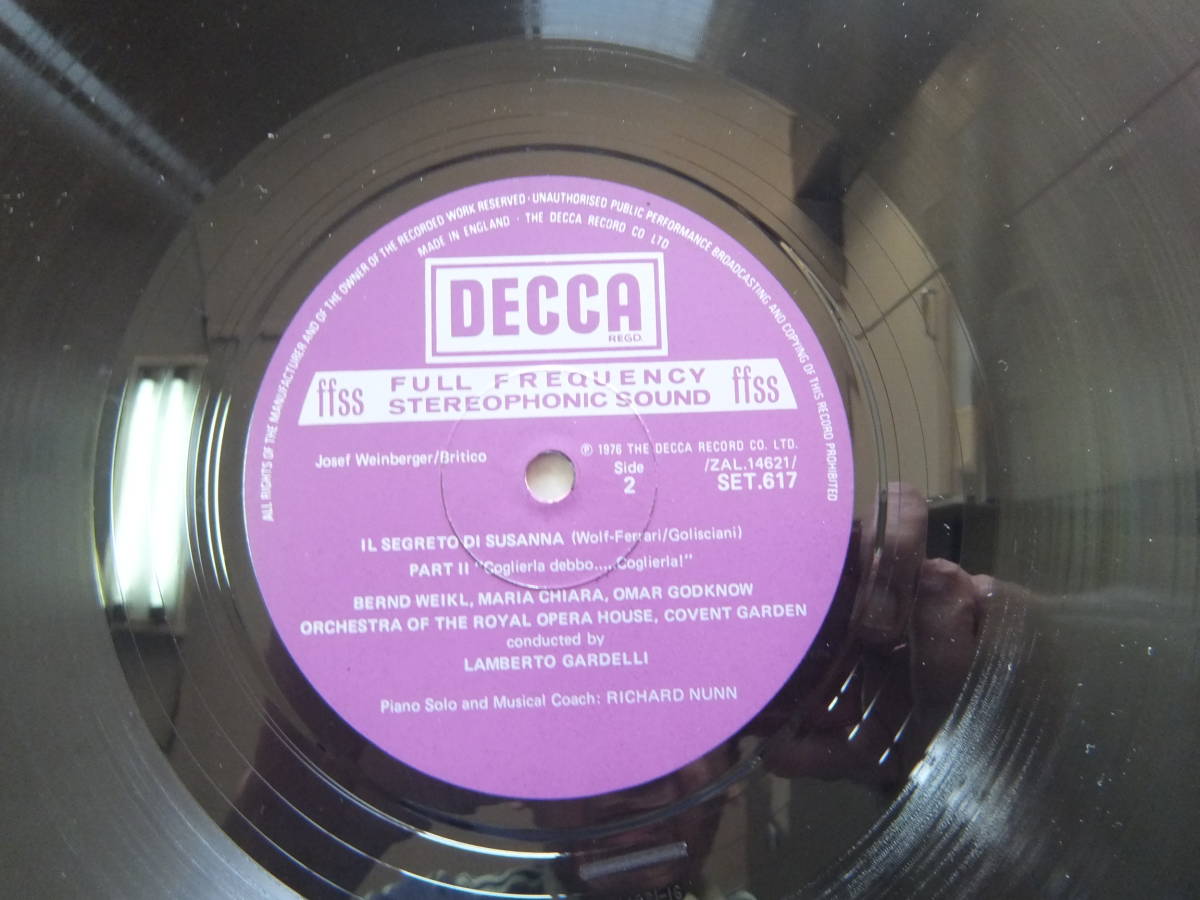 ALL RIGHTS OF THE MANUFACTURER AND OF THE OWNER OF THE RECORDED WORK RESERVED · UNAUTHORISED PUBLIC PERFORMANCE BROADCASTING AND COPYING OF THIS RECORD PROHIBITED
MADE IN ENGLAND · THE DECCA RECORD CO LTD
DECCA
REGD.
ffss FULL FREQUENCY STEREOPHONIC SOUND ffss
Josef Weinberger/Britico
℗ 1976 THE DECCA RECORD CO. LTD.
Side
2
/ZAL.14621/
SET.617
IL SEGRETO DI SUSANNA (Wolf-Ferrari/Golisciani)
PART II "Coglierla debbo.....Coglierla!"
BERND WEIKL, MARIA CHIARA, OMAR GODKNOW
ORCHESTRA OF THE ROYAL OPERA HOUSE, COVENT GARDEN
conducted by
LAMBERTO GARDELLI
Piano Solo and Musical Coach: RICHARD NUNN